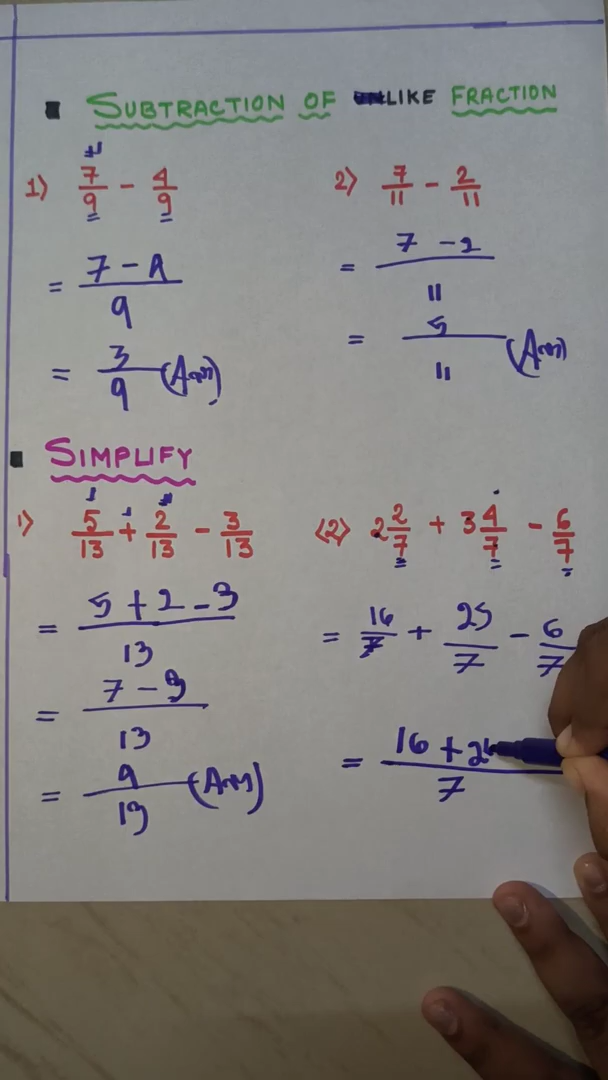 SUBTRACTION OF LIKE FRACTION
1) 7/9 - 4/9
= 7-4/9
= 3/9 (Ans)
2) 7/11 - 2/11
= 7-2/11
= 5/11 (Ans)
SIMPLIFY
1) 5/13 + 2/13 - 3/13
= 5+2-3/13
= 7-3/13
= 4/13 (Ans)
(2) 2 2/7 + 3 4/7 - 6/7
= 16/7 + 25/7 - 6/7
= 16+2/7